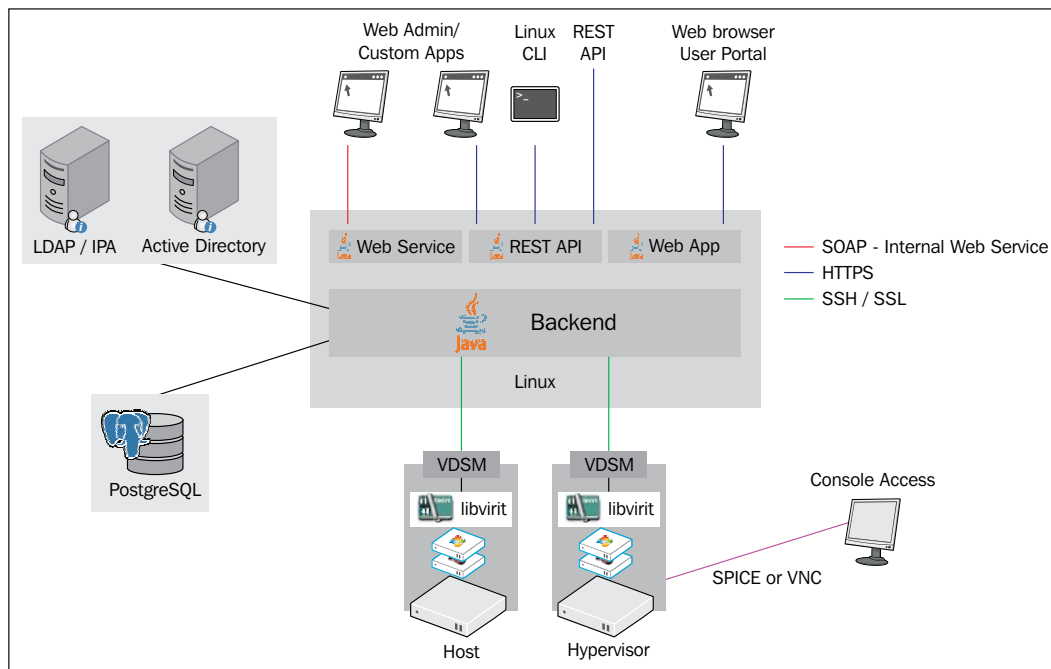 Web Admin/
Custom Apps
Linux
CLI
REST
API
Web browser
User Portal
>_
LDAP / IPA
Active Directory
Web Service
REST API
Web App
SOAP - Internal Web Service
HTTPS
SSH / SSL
Java
Backend
Linux
PostgreSQL
VDSM
VDSM
libvirit
libvirit
Console Access
SPICE or VNC
Host
Hypervisor